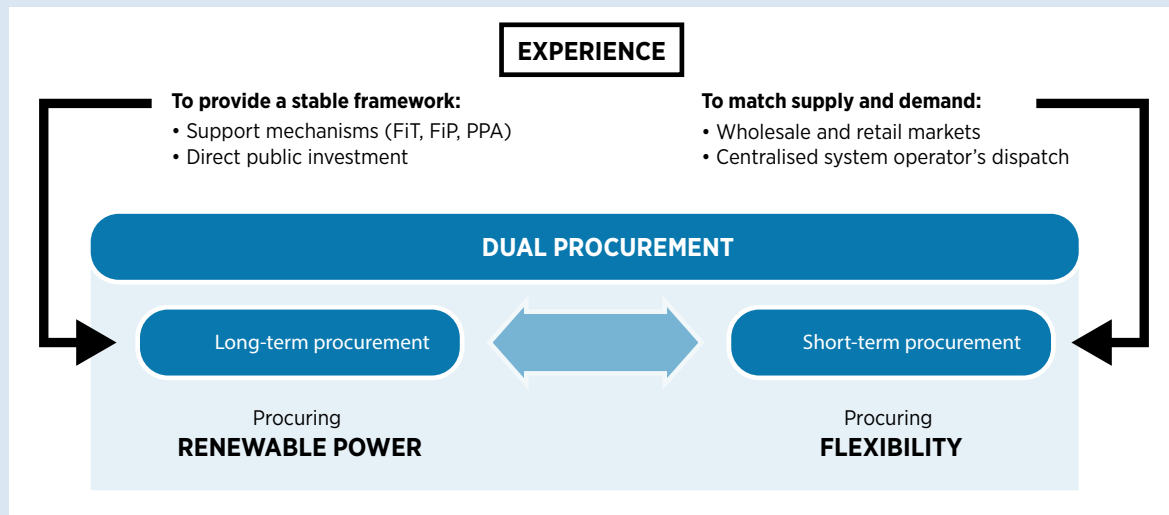 EXPERIENCE
To provide a stable framework:
• Support mechanisms (FiT, FiP, PPA)
• Direct public investment
To match supply and demand:
• Wholesale and retail markets
• Centralised system operator’s dispatch
DUAL PROCUREMENT
Long-term procurement
Short-term procurement
Procuring
RENEWABLE POWER
Procuring
FLEXIBILITY